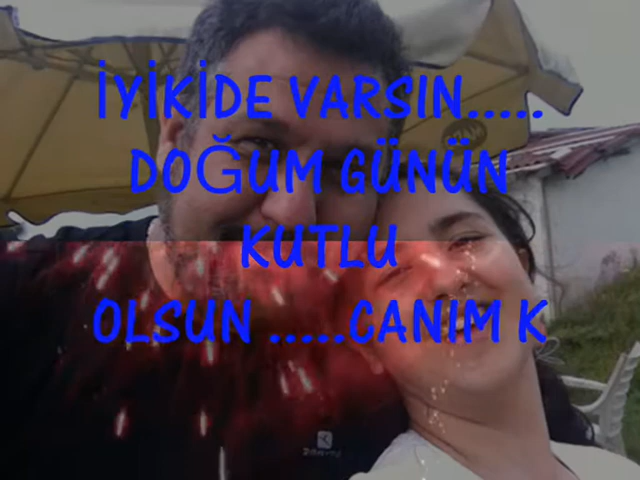 İYİKİDE VARSIN.....
DOĞUM GÜNÜN
KUTLU
OLSUN .....CANIM K